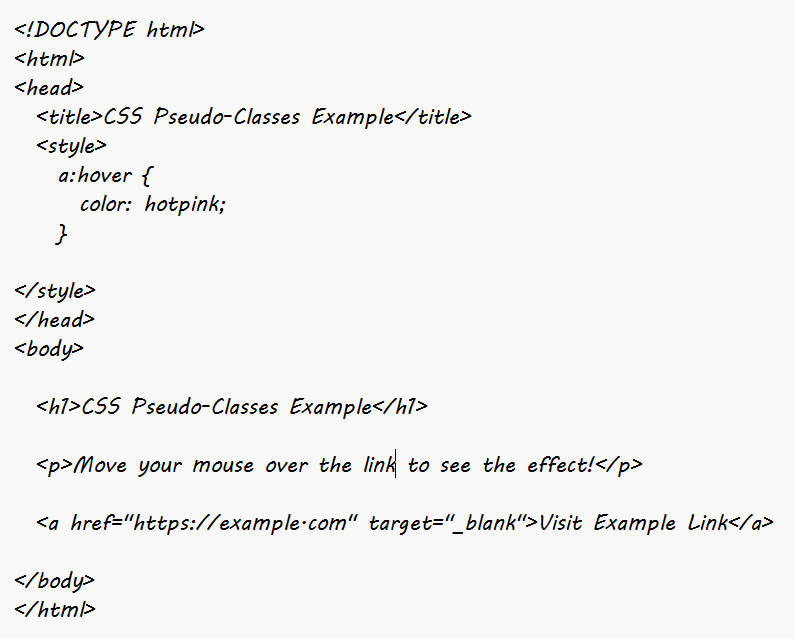 <!DOCTYPE html>
<html>
<head>
<title>CSS Pseudo-Classes Example</title>
<style>
a:hover {
color: hotpink;
}
</style>
</head>
<body>
<h1>CSS Pseudo-Classes Example</h1>
<p>Move your mouse over the link to see the effect!</p>
<a href="https://example.com" target="_blank">Visit Example Link</a>
</body>
</html>